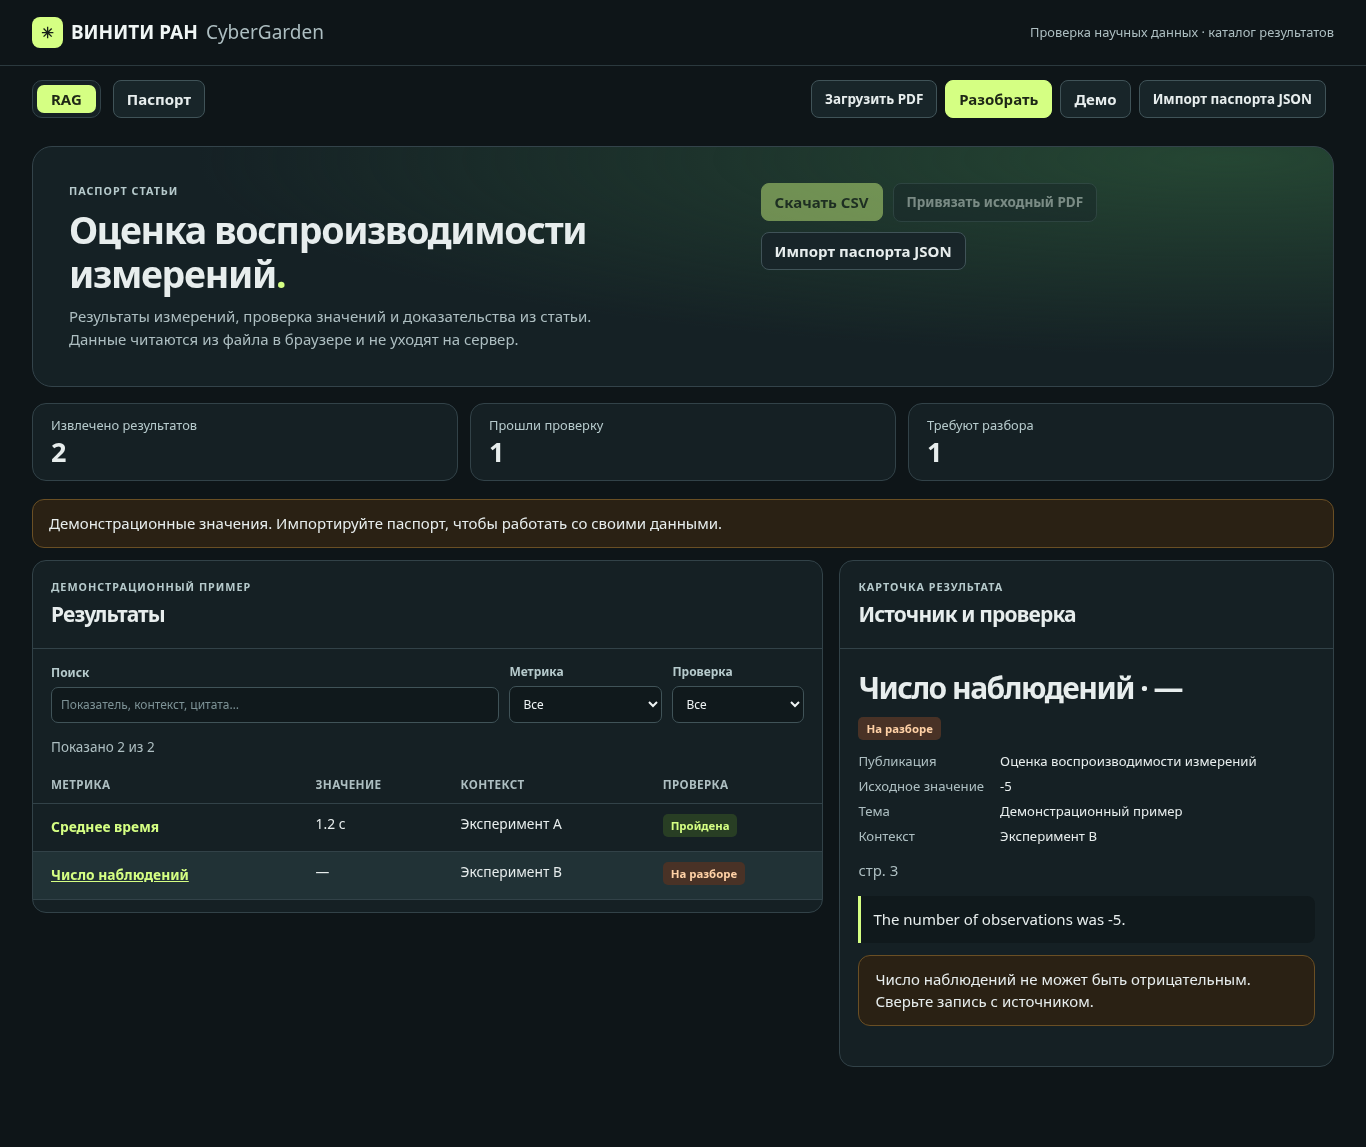 ВИНИТИ РАН CyberGarden
Проверка научных данных · каталог результатов
RAG
Паспорт
Загрузить PDF
Разобрать
Демо
Импорт паспорта JSON
ПАСПОРТ СТАТЬИ
Оценка воспроизводимости
измерений.
Результаты измерений, проверка значений и доказательства из статьи.
Данные читаются из файла в браузере и не уходят на сервер.
Скачать CSV
Привязать исходный PDF
Импорт паспорта JSON
Извлечено результатов
2
Прошли проверку
1
Требуют разбора
1
Демонстрационные значения. Импортируйте паспорт, чтобы работать со своими данными.
ДЕМОНСТРАЦИОННЫЙ ПРИМЕР
Результаты
Поиск
Показатель, контекст, цитата...
Метрика
Все
Проверка
Все
Показано 2 из 2
МЕТРИКА ЗНАЧЕНИЕ КОНТЕКСТ ПРОВЕРКА
Среднее время 1.2 с Эксперимент A Пройдена
Число наблюдений — Эксперимент B На разборе
КАРТОЧКА РЕЗУЛЬТАТА
Источник и проверка
Число наблюдений · —
На разборе
Публикация Оценка воспроизводимости измерений
Исходное значение -5
Тема Демонстрационный пример
Контекст Эксперимент B
стр. 3
The number of observations was -5.
Число наблюдений не может быть отрицательным.
Сверьте запись с источником.